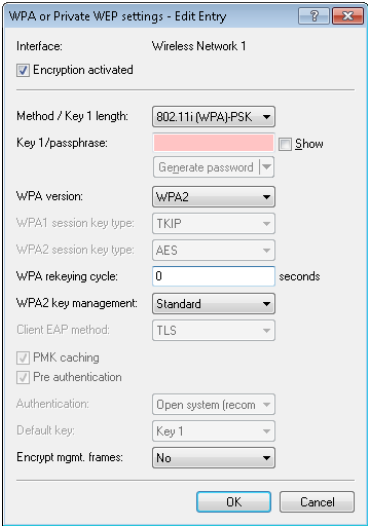 WPA or Private WEP settings - Edit Entry
Interface: Wireless Network 1
Encryption activated
Method / Key 1 length: 802.11i (WPA)-PSK
Key 1/passphrase: Show
Generate password
WPA version: WPA2
WPA1 session key type: TKIP
WPA2 session key type: AES
WPA rekeying cycle: 0 seconds
WPA2 key management: Standard
Client EAP method: TLS
PMK caching
Pre authentication
Authentication: Open system (recom
Default key: Key 1
Encrypt mgmt. frames: No
OK Cancel